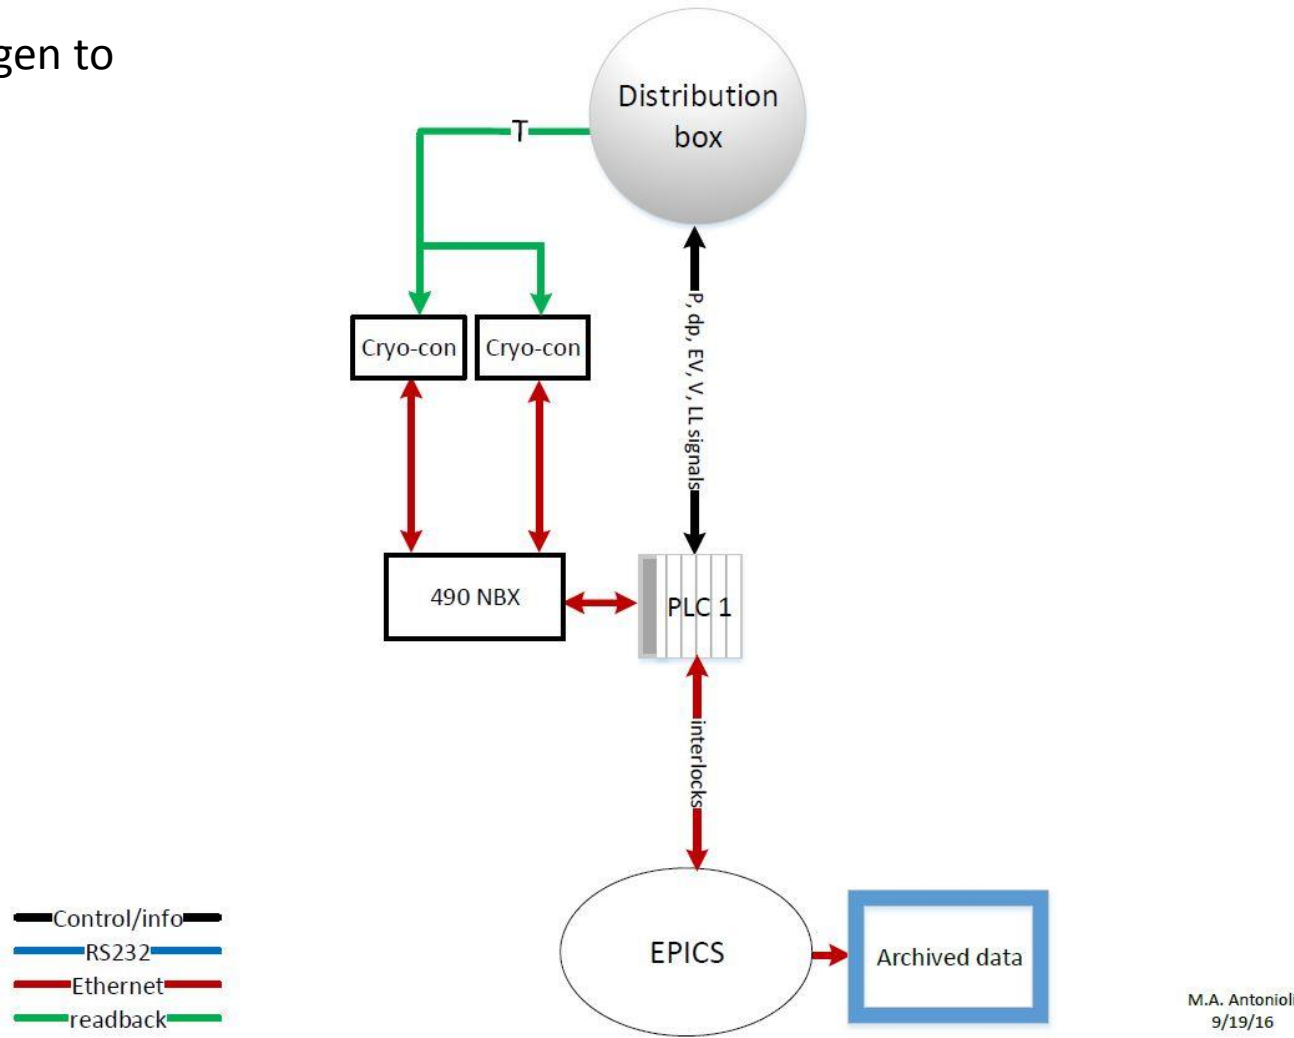 gen to
Distribution
box
T
P, dp, EV, V, LL signals
Cryo-con
Cryo-con
490 NBX
PLC 1
interlocks
EPICS
Archived data
Control/info
RS232
Ethernet
readback
M.A. Antonioli
9/19/16